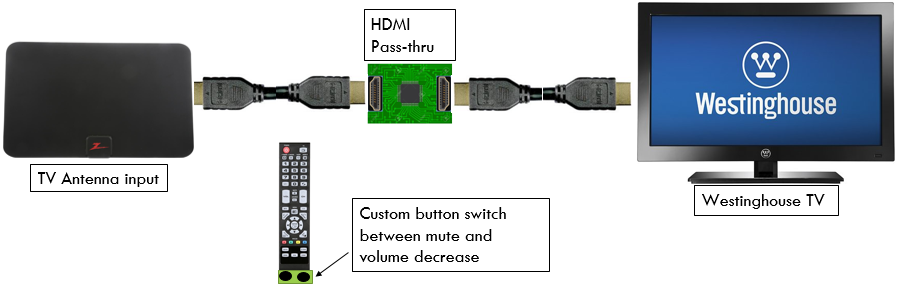 HDMI
Pass-thru
Westinghouse
TV Antenna input
Custom button switch
between mute and
volume decrease
Westinghouse TV